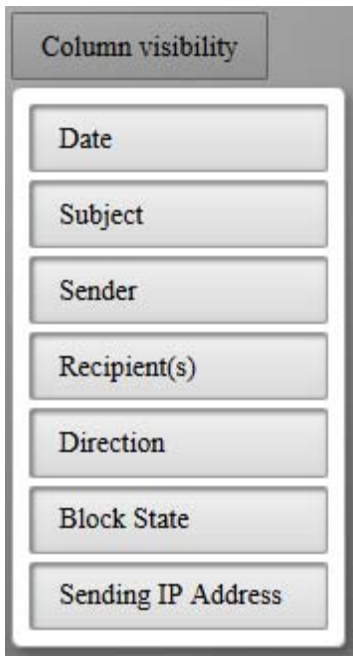 Column visibility
Date
Subject
Sender
Recipient(s)
Direction
Block State
Sending IP Address